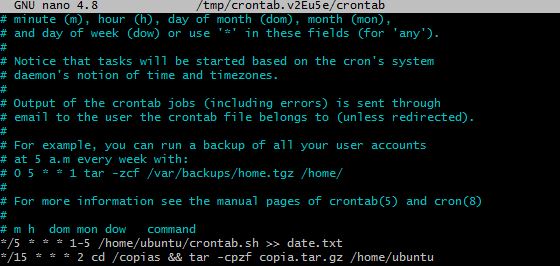 GNU nano 4.8 /tmp/crontab.v2Eu5e/crontab
# minute (m), hour (h), day of month (dom), month (mon),
# and day of week (dow) or use '*' in these fields (for 'any').
#
# Notice that tasks will be started based on the cron's system
# daemon's notion of time and timezones.
#
# Output of the crontab jobs (including errors) is sent through
# email to the user the crontab file belongs to (unless redirected).
#
# For example, you can run a backup of all your user accounts
# at 5 a.m every week with:
# 0 5 * * 1 tar -zcf /var/backups/home.tgz /home/
#
# For more information see the manual pages of crontab(5) and cron(8)
#
# m h  dom mon dow   command
*/5 * * * 1-5 /home/ubuntu/crontab.sh >> date.txt
*/15 * * * 2 cd /copias && tar -cpzf copia.tar.gz /home/ubuntu